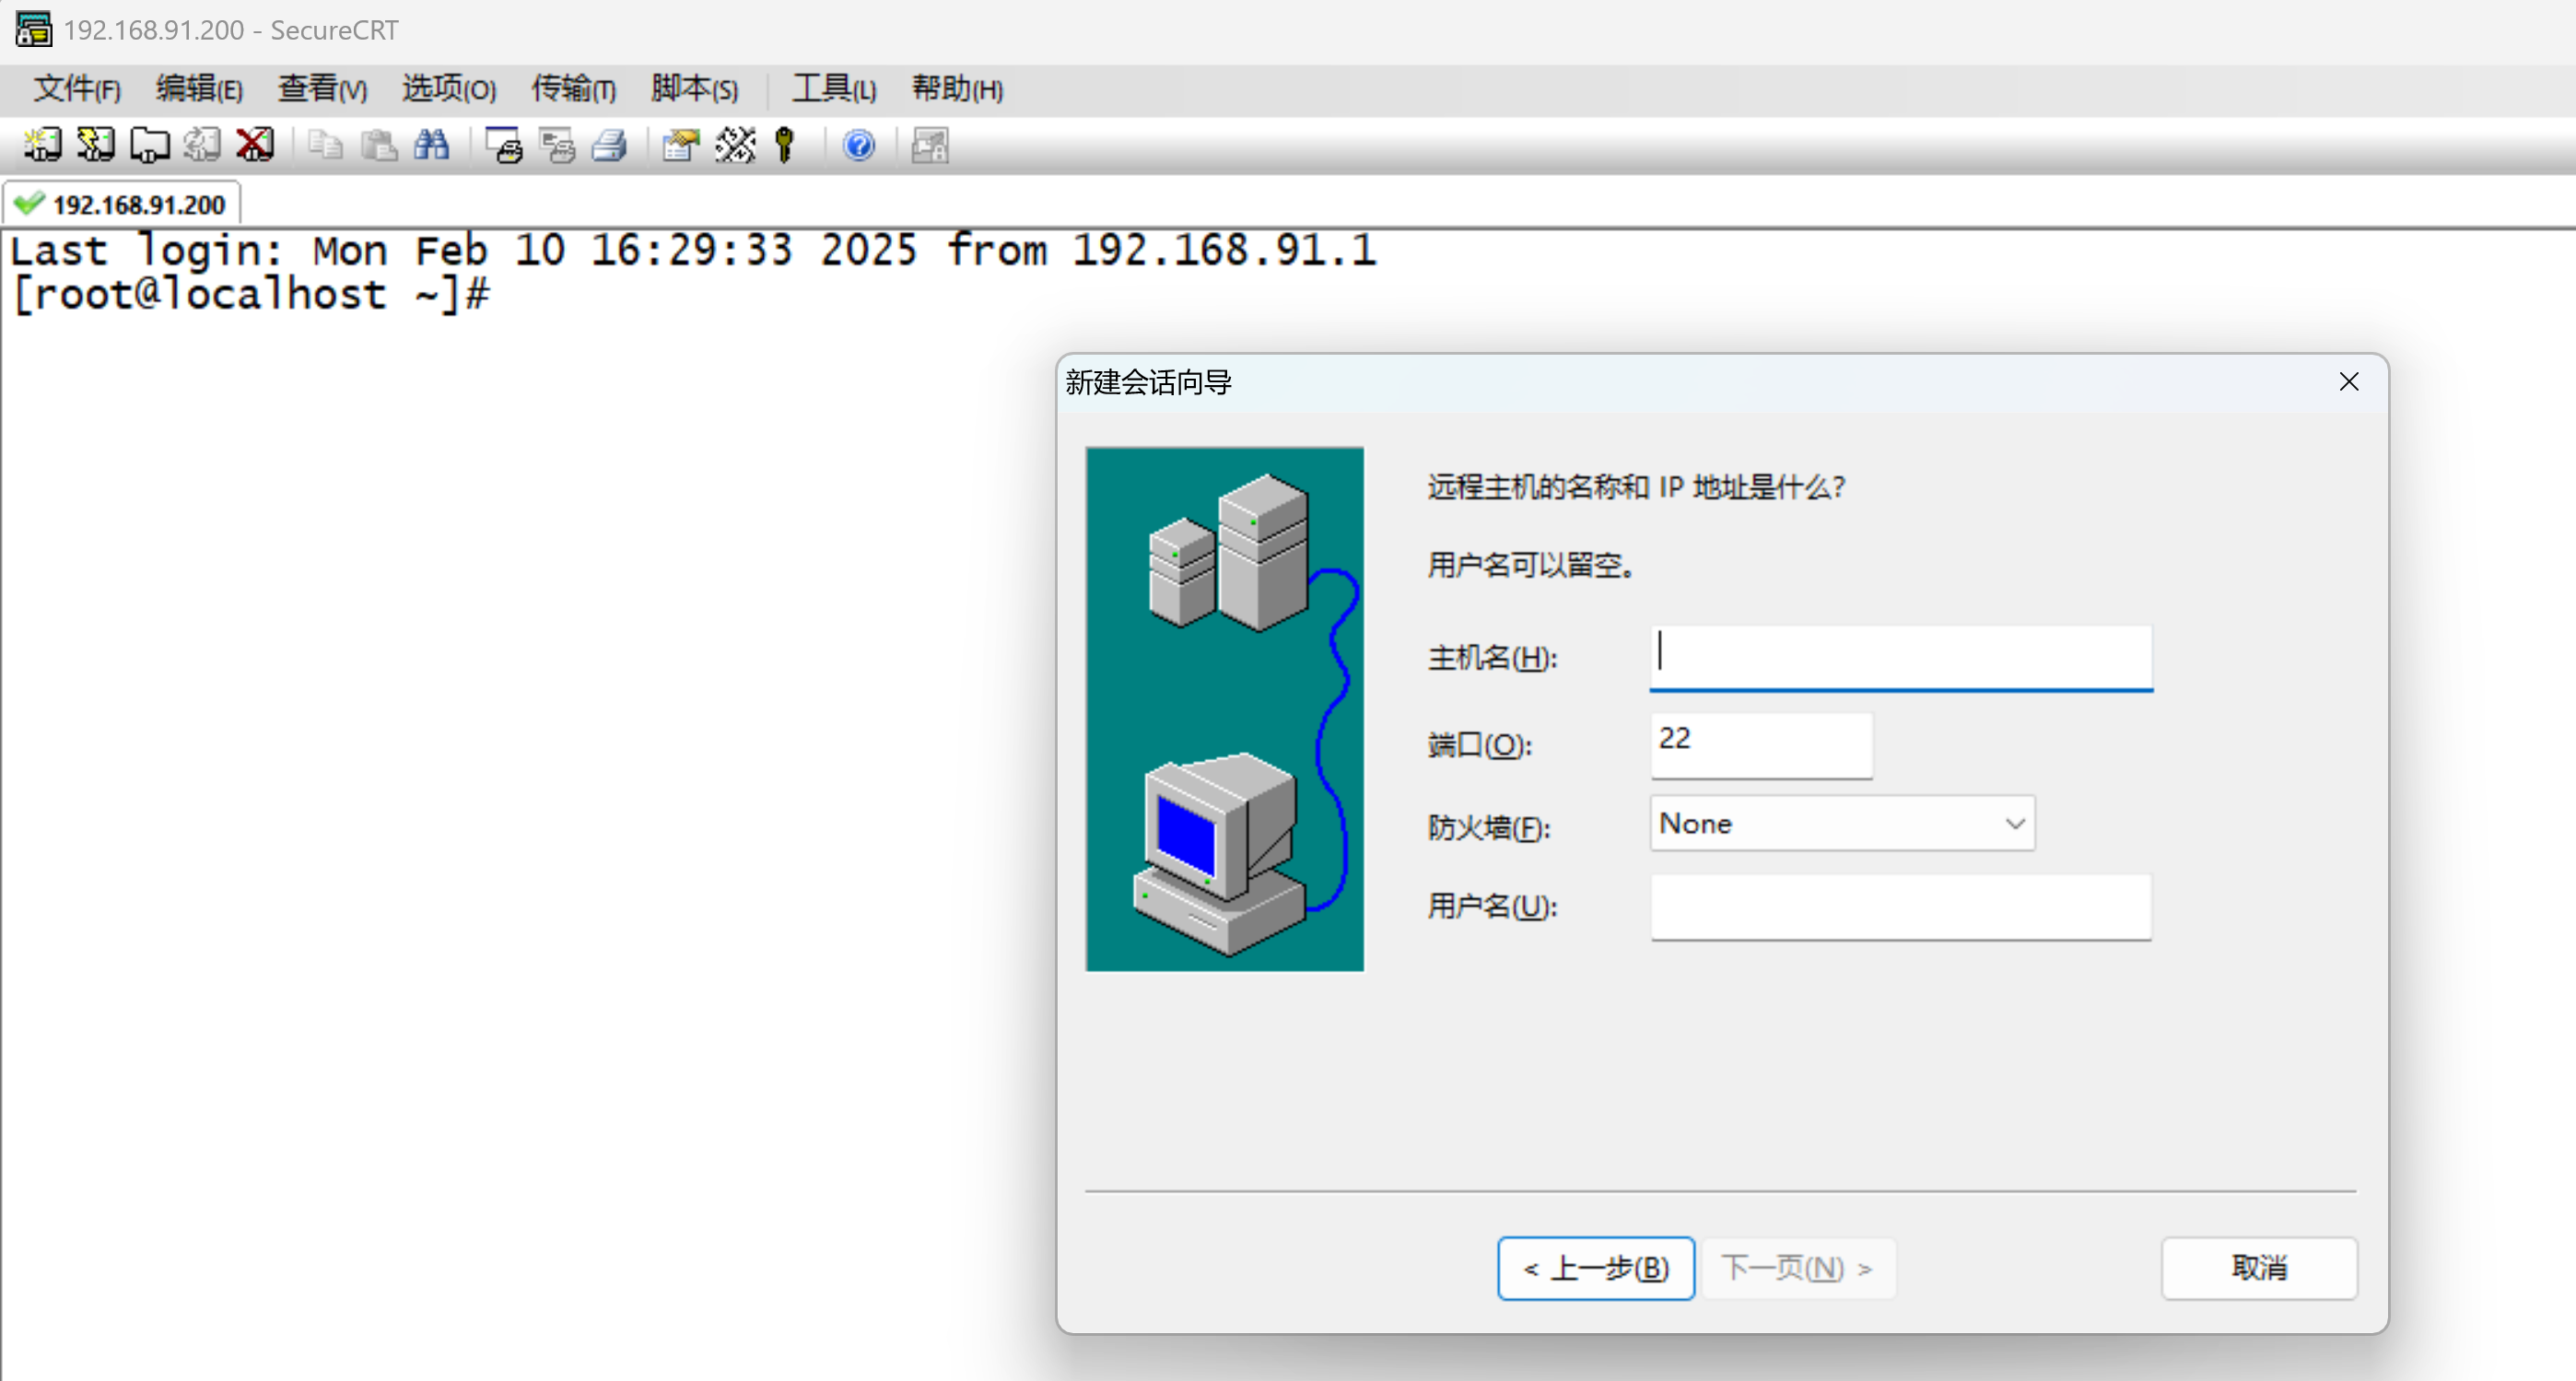 192.168.91.200 - SecureCRT
文件(F) 编辑(E) 查看(V) 选项(O) 传输(T) 脚本(S) 工具(L) 帮助(H)
192.168.91.200
Last login: Mon Feb 10 16:29:33 2025 from 192.168.91.1
[root@localhost ~]#
新建会话向导
远程主机的名称和 IP 地址是什么?
用户名可以留空。
主机名(H):
端口(O): 22
防火墙(F): None
用户名(U):
< 上一步(B) 下一页(N) > 取消